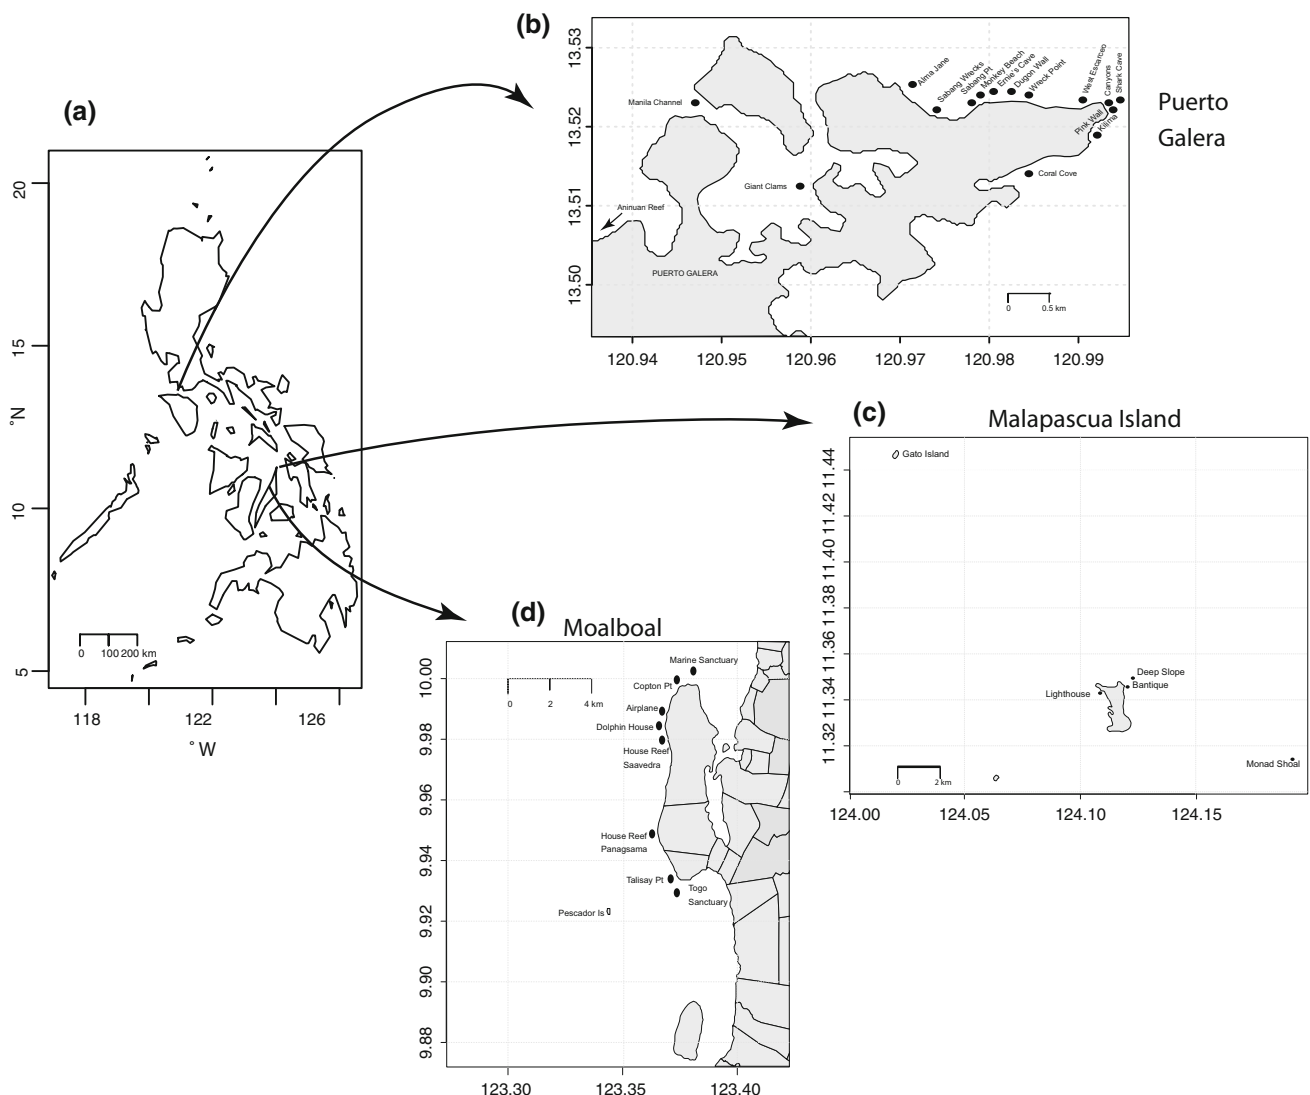 (a)
20
15
°N
10
5
0
100
200 km
118
122
126
° W
(b)
13.53
13.52
13.51
13.50
Manila Channel
Giant Clams
Aninuan Reef
PUERTO GALERA
Alma Jane
Sabang Wrecks
Sabang Pt
Monkey Beach
Ernie's Cave
Dugon Wall
Wreck Point
West Escarceo
Canyons
Shark Cave
Pink Wall
Kilima
Coral Cove
0
0.5 km
120.94
120.95
120.96
120.97
120.98
120.99
Puerto
Galera
(c)
Malapascua Island
11.44
11.42
11.40
11.38
11.36
11.34
11.32
Gato Island
Deep Slope
Bantique
Lighthouse
Monad Shoal
0
2 km
124.00
124.05
124.10
124.15
(d)
Moalboal
10.00
9.98
9.96
9.94
9.92
9.90
9.88
0
2
4 km
Marine Sanctuary
Copton Pt
Airplane
Dolphin House
House Reef
Saavedra
House Reef
Panagsama
Talisay Pt
Togo
Sanctuary
Pescador Is
123.30
123.35
123.40